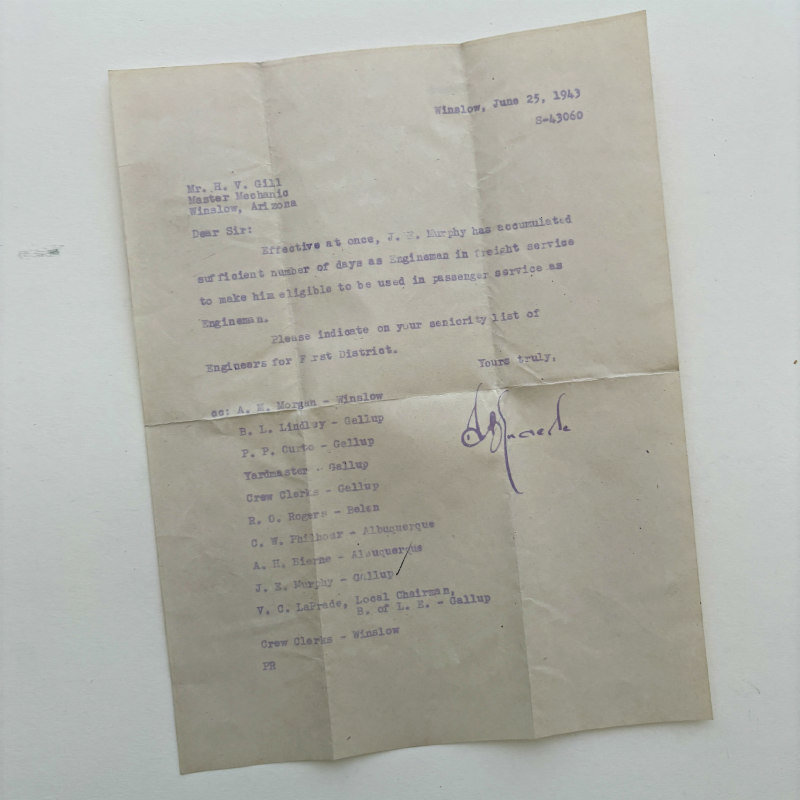 Winslow, June 25, 1943
S-43060
Mr. H. V. Gill
Master Mechanic
Winslow, Arizona
Dear Sir:
Effective at once, J. E. Murphy has accumulated
sufficient number of days as Engineman in freight service
to make him eligible to be used in passenger service as
Engineman.
Please indicate on your seniority list of
Engineers for First District.
Yours truly,
cc: A. M. Morgan - Winslow
B. L. Lindley - Gallup
P. P. Curto - Gallup
Yardmaster - Gallup
Crew Clerks - Gallup
R. O. Rogers - Belen
C. W. Philhour - Albuquerque
A. H. Bierne - Albuquerque
J. E. Murphy - Gallup
V. C. LaPrade, Local Chairman,
B. of L. E. - Gallup
Crew Clerks - Winslow
PR